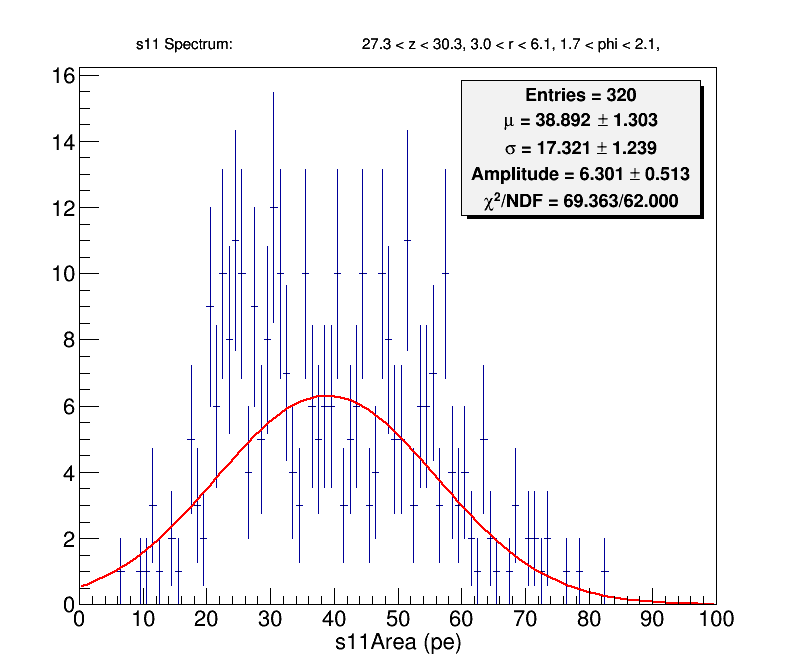 s11 Spectrum: 27.3 < z < 30.3, 3.0 < r < 6.1, 1.7 < phi < 2.1,
Entries = 320
μ = 38.892 ± 1.303
σ = 17.321 ± 1.239
Amplitude = 6.301 ± 0.513
χ²/NDF = 69.363/62.000
16
14
12
10
8
6
4
2
0
0 10 20 30 40 50 60 70 80 90 100
s11Area (pe)